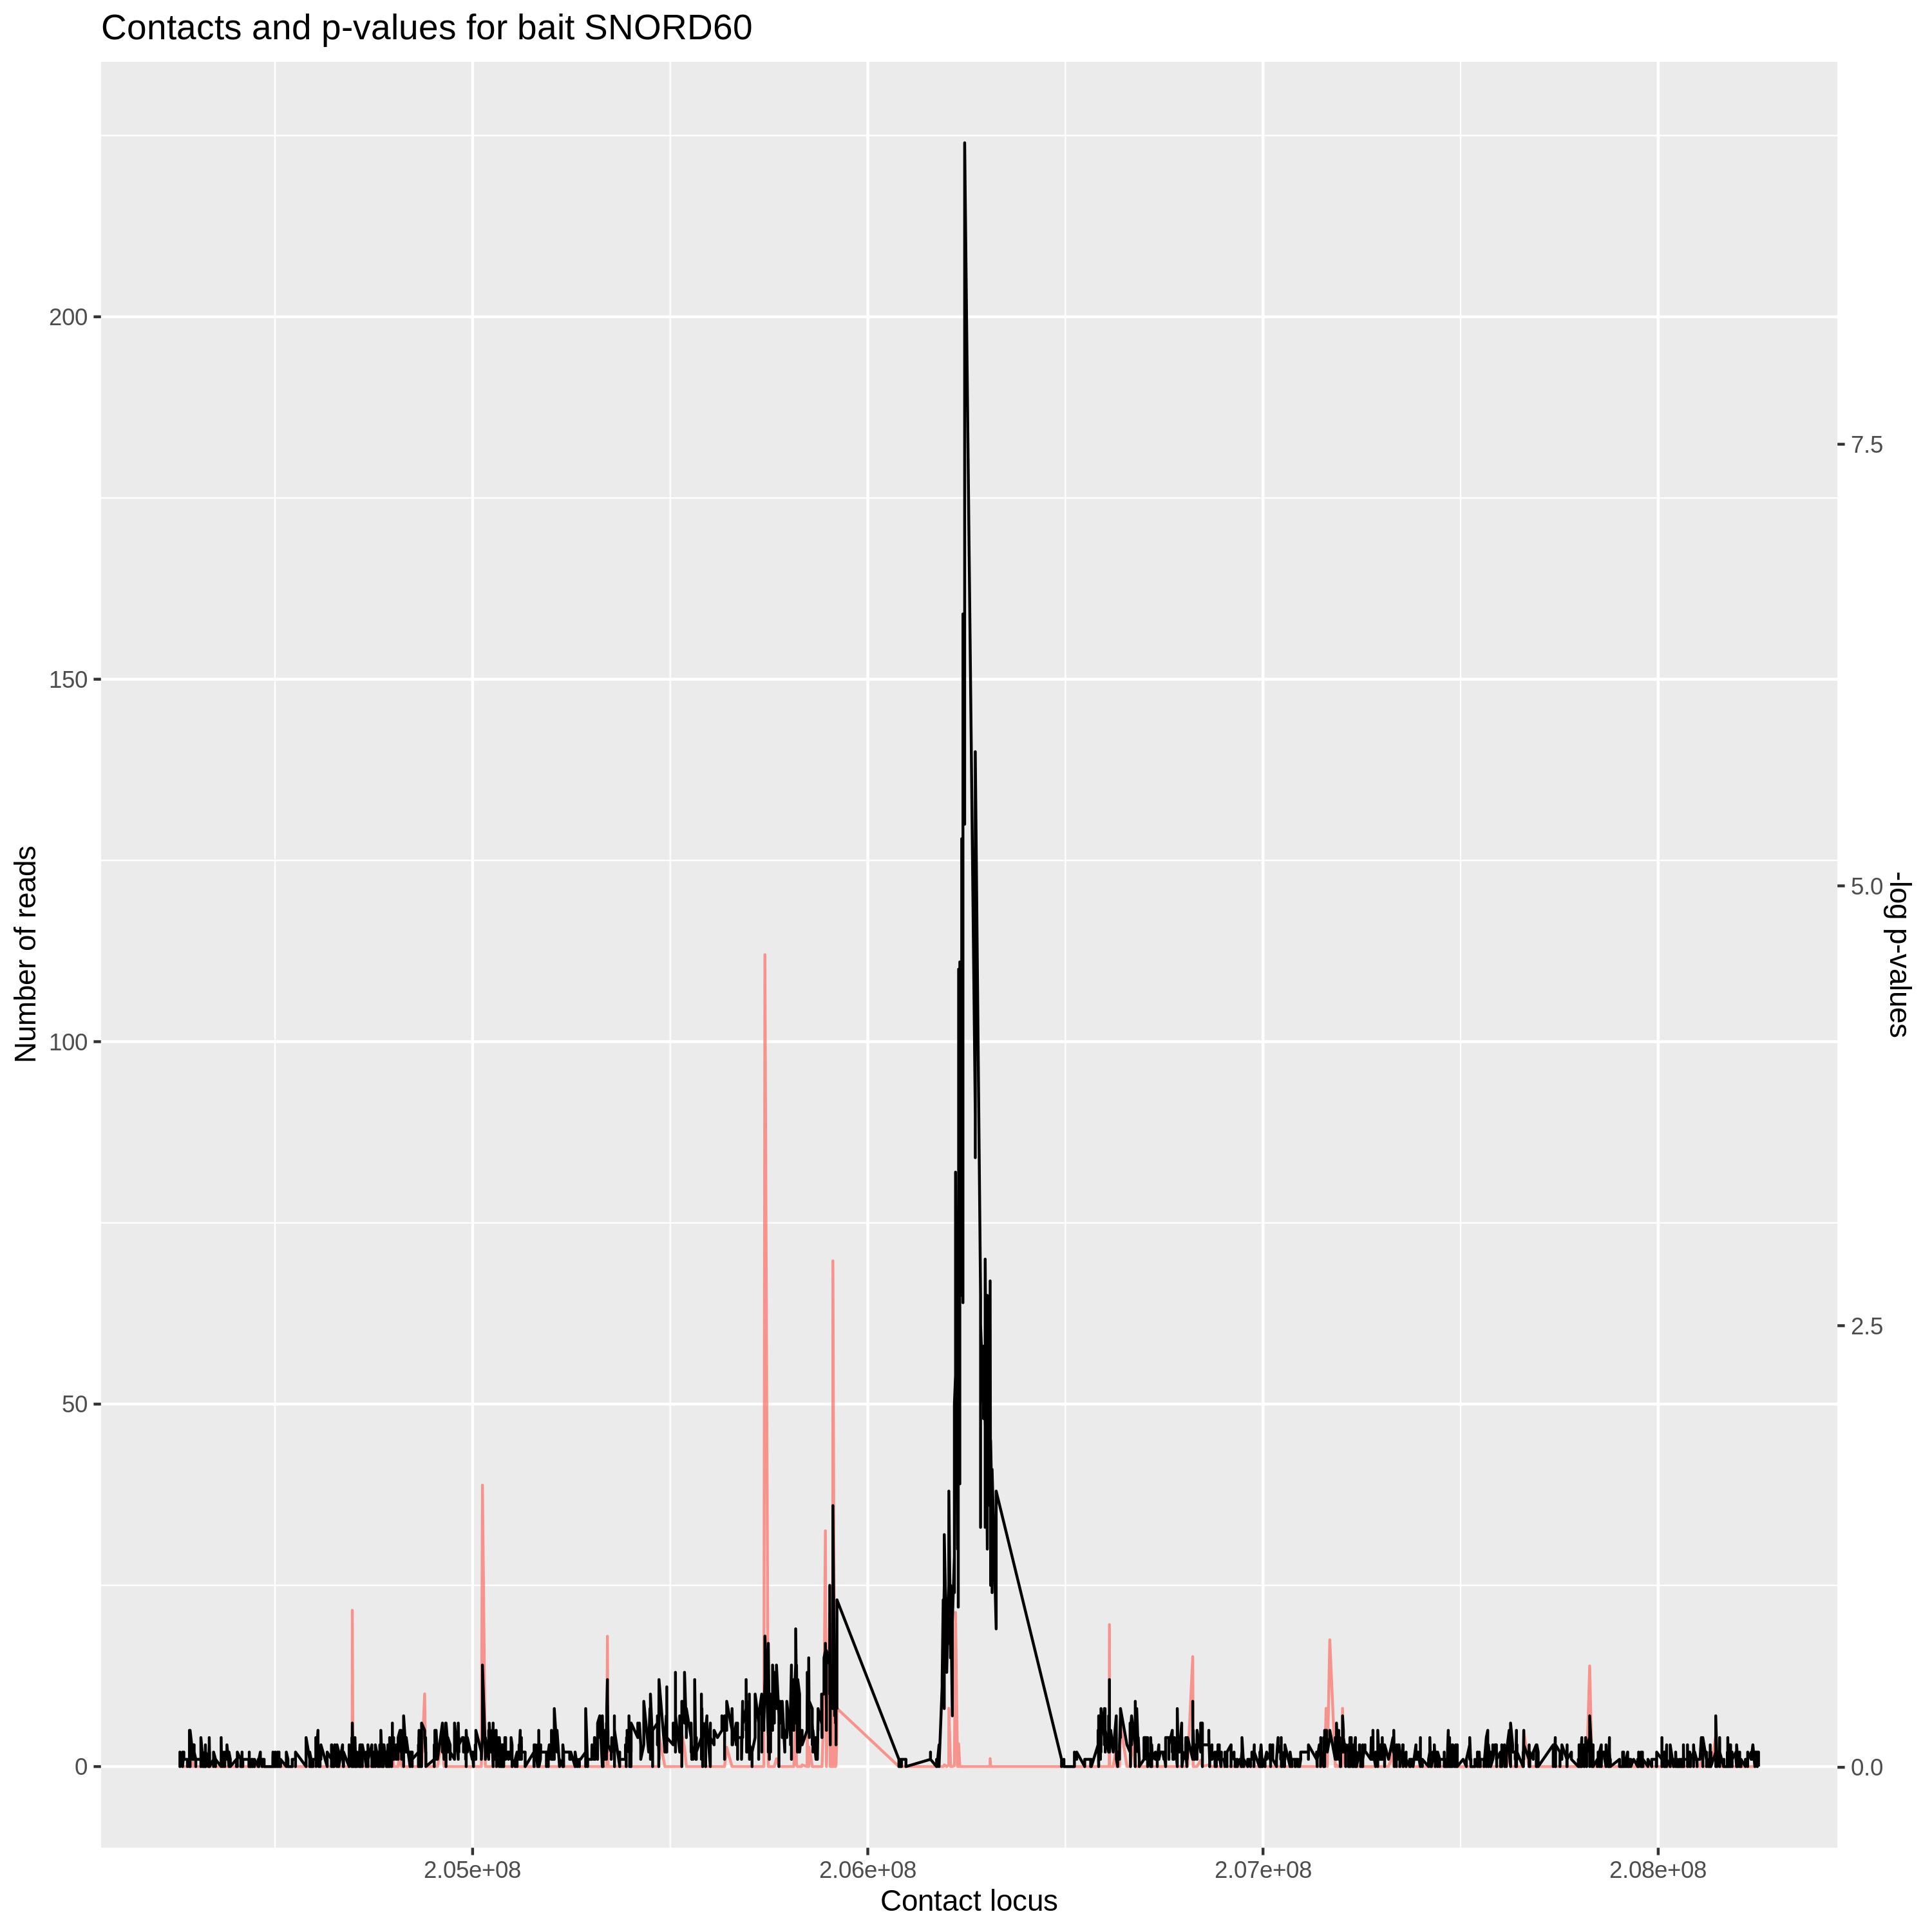 Contacts and p-values for bait SNORD60
Number of reads
200
150
100
50
0
7.5
5.0
2.5
0.0
-log p-values
2.05e+08 2.06e+08 2.07e+08 2.08e+08
Contact locus